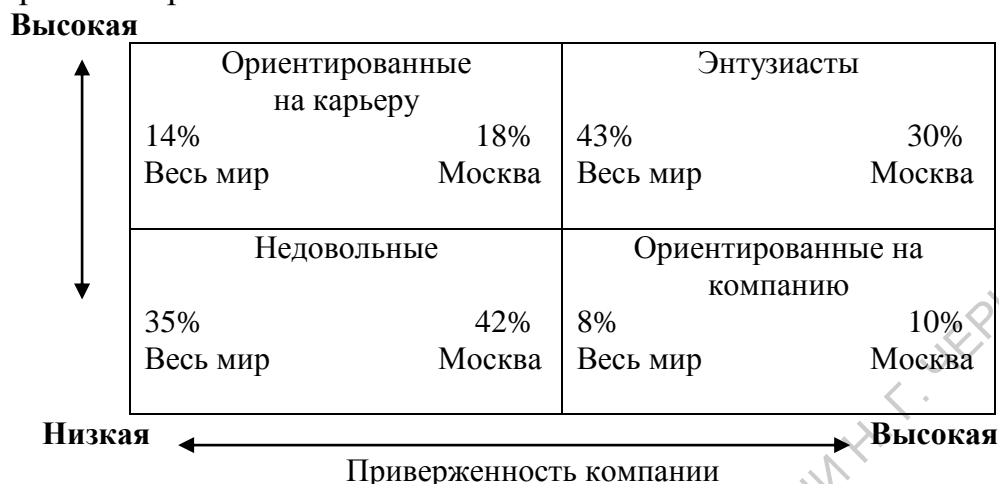 Высокая
Ориентированные
на карьеру
14% 18%
Весь мир Москва
Энтузиасты
43% 30%
Весь мир Москва
Недовольные
35% 42%
Весь мир Москва
Ориентированные на
компанию
8% 10%
Весь мир Москва
Низкая Высокая
Приверженность компании